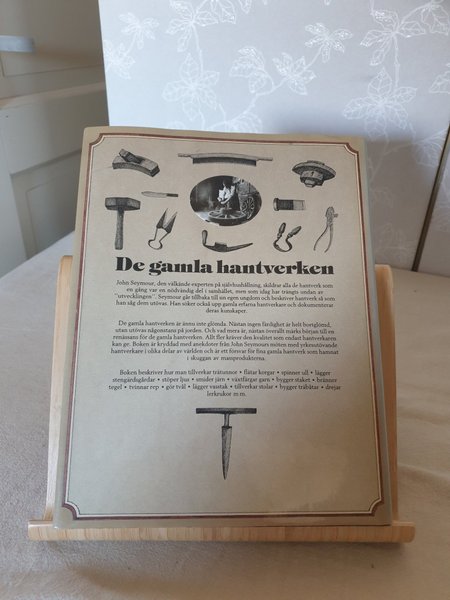 De gamla hantverken
John Seymour, den välkände experten på självhushållning, skildrar alla de hantverk som
en gång var en nödvändig del i samhället, men som idag har trängts undan av
"utvecklingen". Seymour går tillbaka till sin egen ungdom och beskriver hantverk så som
han såg dem utövas. Han söker också upp gamla erfarna hantverkare och dokumenterar
deras kunskaper.
De gamla hantverken är ännu inte glömda. Nästan ingen färdighet är helt bortglömd,
utan utövas någonstans på jorden. Och vad mera är, nästan överallt märks början till en
renässans för de gamla hantverken. Allt fler kräver den kvalitet som endast hantverkaren
kan ge. Boken är kryddad med anekdoter från John Seymours möten med yrkesutövande
hantverkare i olika delar av världen och är ett försvar för fina gamla ting som hamnat
i skuggan av massprodukterna.
Boken beskriver hur man tillverkar trätunnor • flätar korgar • spinner ull • lägger
stengärdsgårdar • stöper ljus • smider järn • växtfärgar garn • bygger staket • bränner
tegel • tvinnar rep • gör tvål • lägger vasstak • tillverkar stolar • bygger träbåtar • drejar
lerkrukor m m.